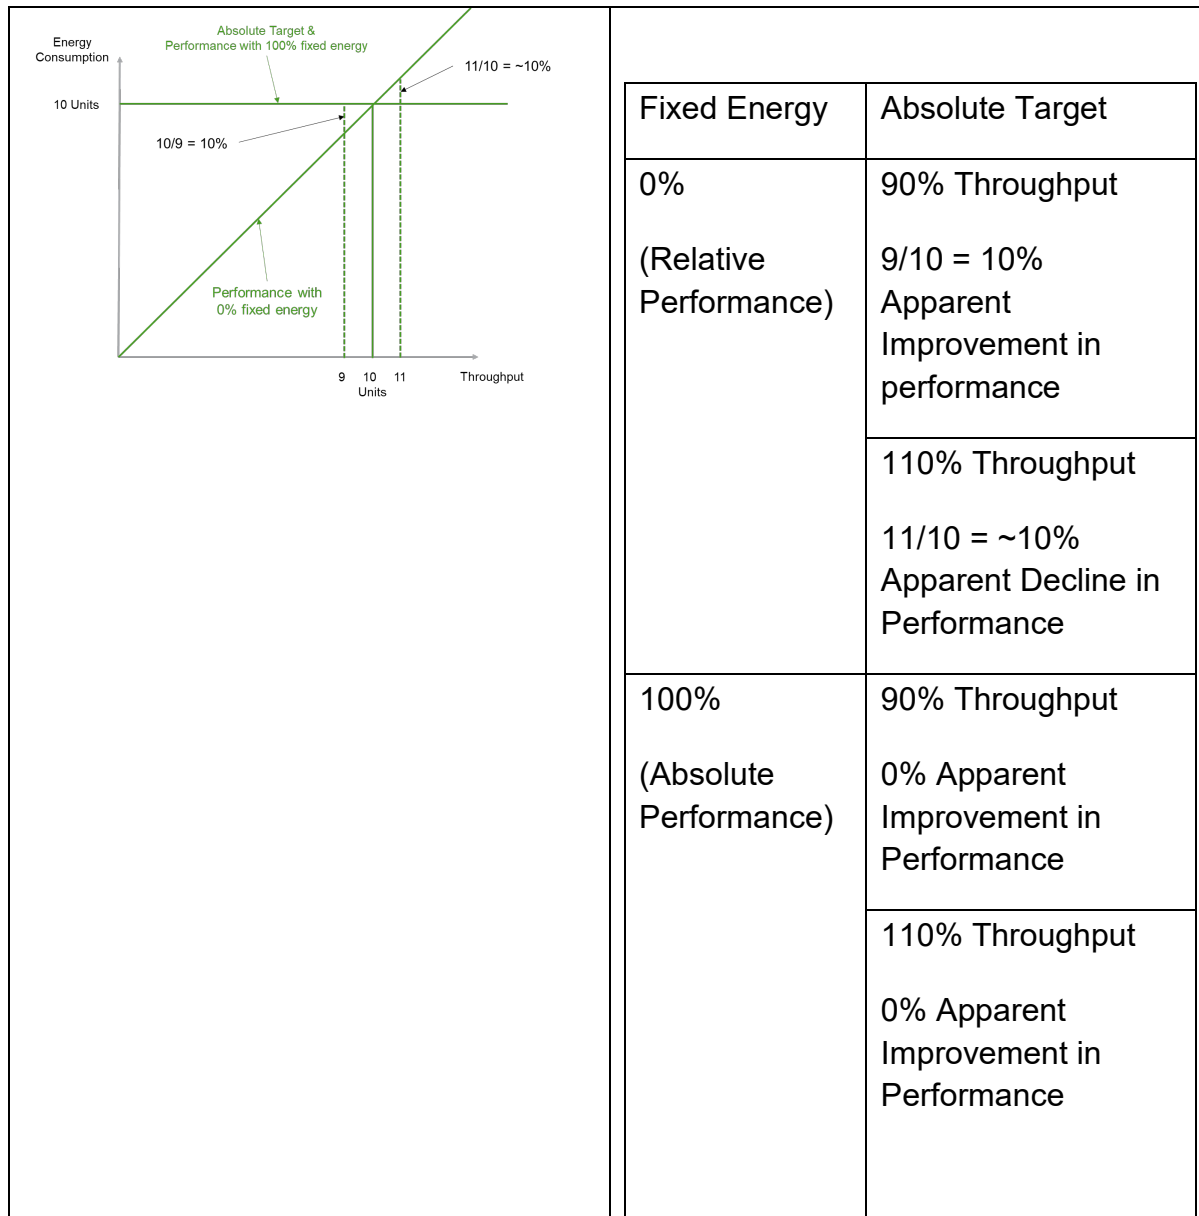 Energy
Consumption
Absolute Target &
Performance with 100% fixed energy
11/10 = ~10%
10 Units
10/9 = 10%
Performance with
0% fixed energy
9
10
11
Units
Throughput
Fixed Energy
Absolute Target
0%
(Relative
Performance)
90% Throughput
9/10 = 10%
Apparent
Improvement in
performance
110% Throughput
11/10 = ~10%
Apparent Decline in
Performance
100%
(Absolute
Performance)
90% Throughput
0% Apparent
Improvement in
Performance
110% Throughput
0% Apparent
Improvement in
Performance